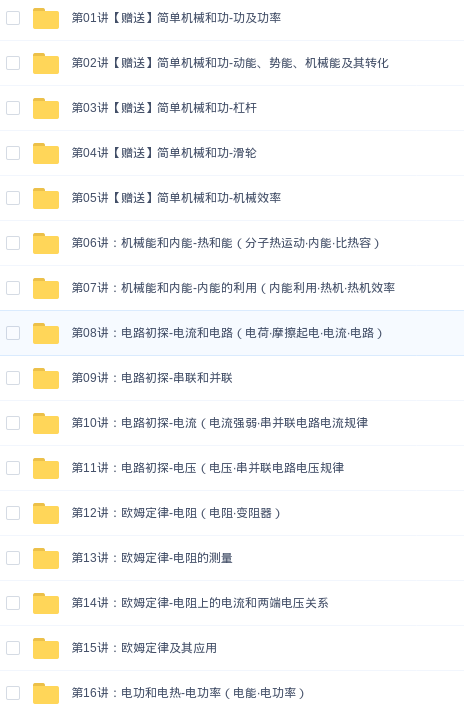 第01讲【赠送】简单机械和功-功及功率
第02讲【赠送】简单机械和功-动能、势能、机械能及其转化
第03讲【赠送】简单机械和功-杠杆
第04讲【赠送】简单机械和功-滑轮
第05讲【赠送】简单机械和功-机械效率
第06讲：机械能和内能-热和能（分子热运动·内能·比热容）
第07讲：机械能和内能-内能的利用（内能利用·热机·热机效率
第08讲：电路初探-电流和电路（电荷·摩擦起电·电流·电路）
第09讲：电路初探-串联和并联
第10讲：电路初探-电流（电流强弱·串并联电路电流规律
第11讲：电路初探-电压（电压·串并联电路电压规律
第12讲：欧姆定律-电阻（电阻·变阻器）
第13讲：欧姆定律-电阻的测量
第14讲：欧姆定律-电阻上的电流和两端电压关系
第15讲：欧姆定律及其应用
第16讲：电功和电热-电功率（电能·电功率）